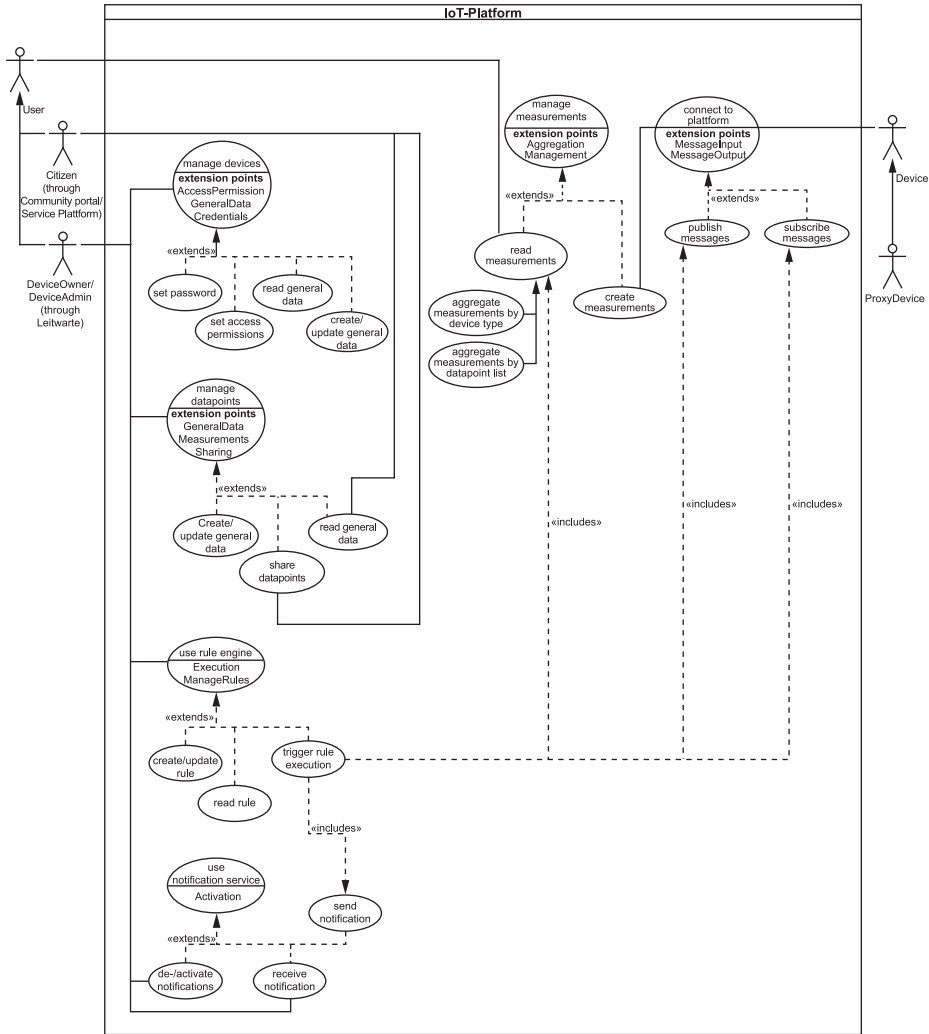 IoT-Platform
User
Citizen
(through
Community portal/
Service Plattform)
DeviceOwner/
DeviceAdmin
(through
Leitwarte)
manage devices
extension points
AccessPermission
GeneralData
Credentials
«extends»
set password
set access
permissions
read general
data
create/
update general
data
manage
datapoints
extension points
GeneralData
Measurements
Sharing
«extends»
Create/
update general
data
share
datapoints
read general
data
use rule engine
Execution
ManageRules
«extends»
create/update
rule
read rule
trigger rule
execution
«includes»
use
notification service
Activation
«extends»
send
notification
de-/activate
notifications
receive
notification
manage
measurements
extension points
Aggregation
Management
«extends»
read
measurements
aggregate
measurements by
device type
aggregate
measurements by
datapoint list
create
measurements
connect to
plattform
extension points
MessageInput
MessageOutput
«extends»
publish
messages
subscribe
messages
«includes»
«includes»
«includes»
Device
ProxyDevice